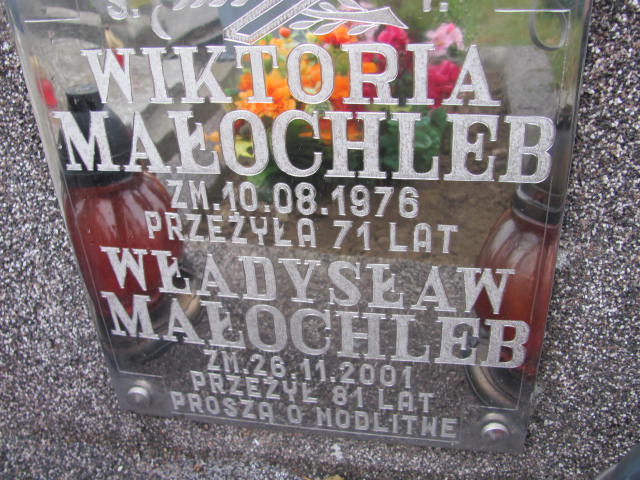 Ś. P.
WIKTORIA
MAŁOCHLEB
ZM. 10.08.1976
PRZEŻYŁA 71 LAT
WŁADYSŁAW
MAŁOCHLEB
ZM. 26.11.2001
PRZEŻYŁ 81 LAT
PROSZĄ O MODLITWĘ